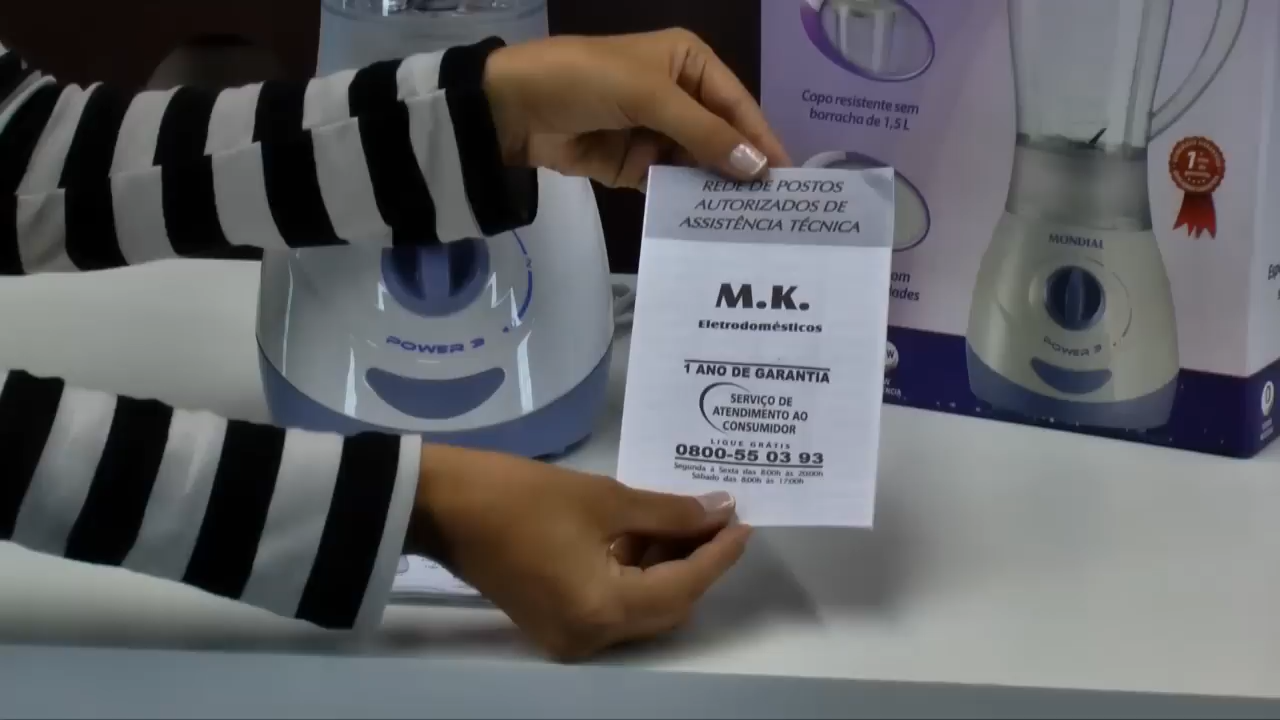 REDE DE POSTOS
AUTORIZADOS DE
ASSISTÊNCIA TÉCNICA
M.K.
Eletrodomésticos
1 ANO DE GARANTIA
SERVIÇO DE
ATENDIMENTO AO
CONSUMIDOR
LIGUE GRÁTIS
0800-55 03 93
Segunda à Sexta das 8:00h às 20:00h
Sábado das 8:00h às 17:00h
POWER 3
Copo resistente sem
borracha de 1,5 L
MONDIAL
POWER 3
1